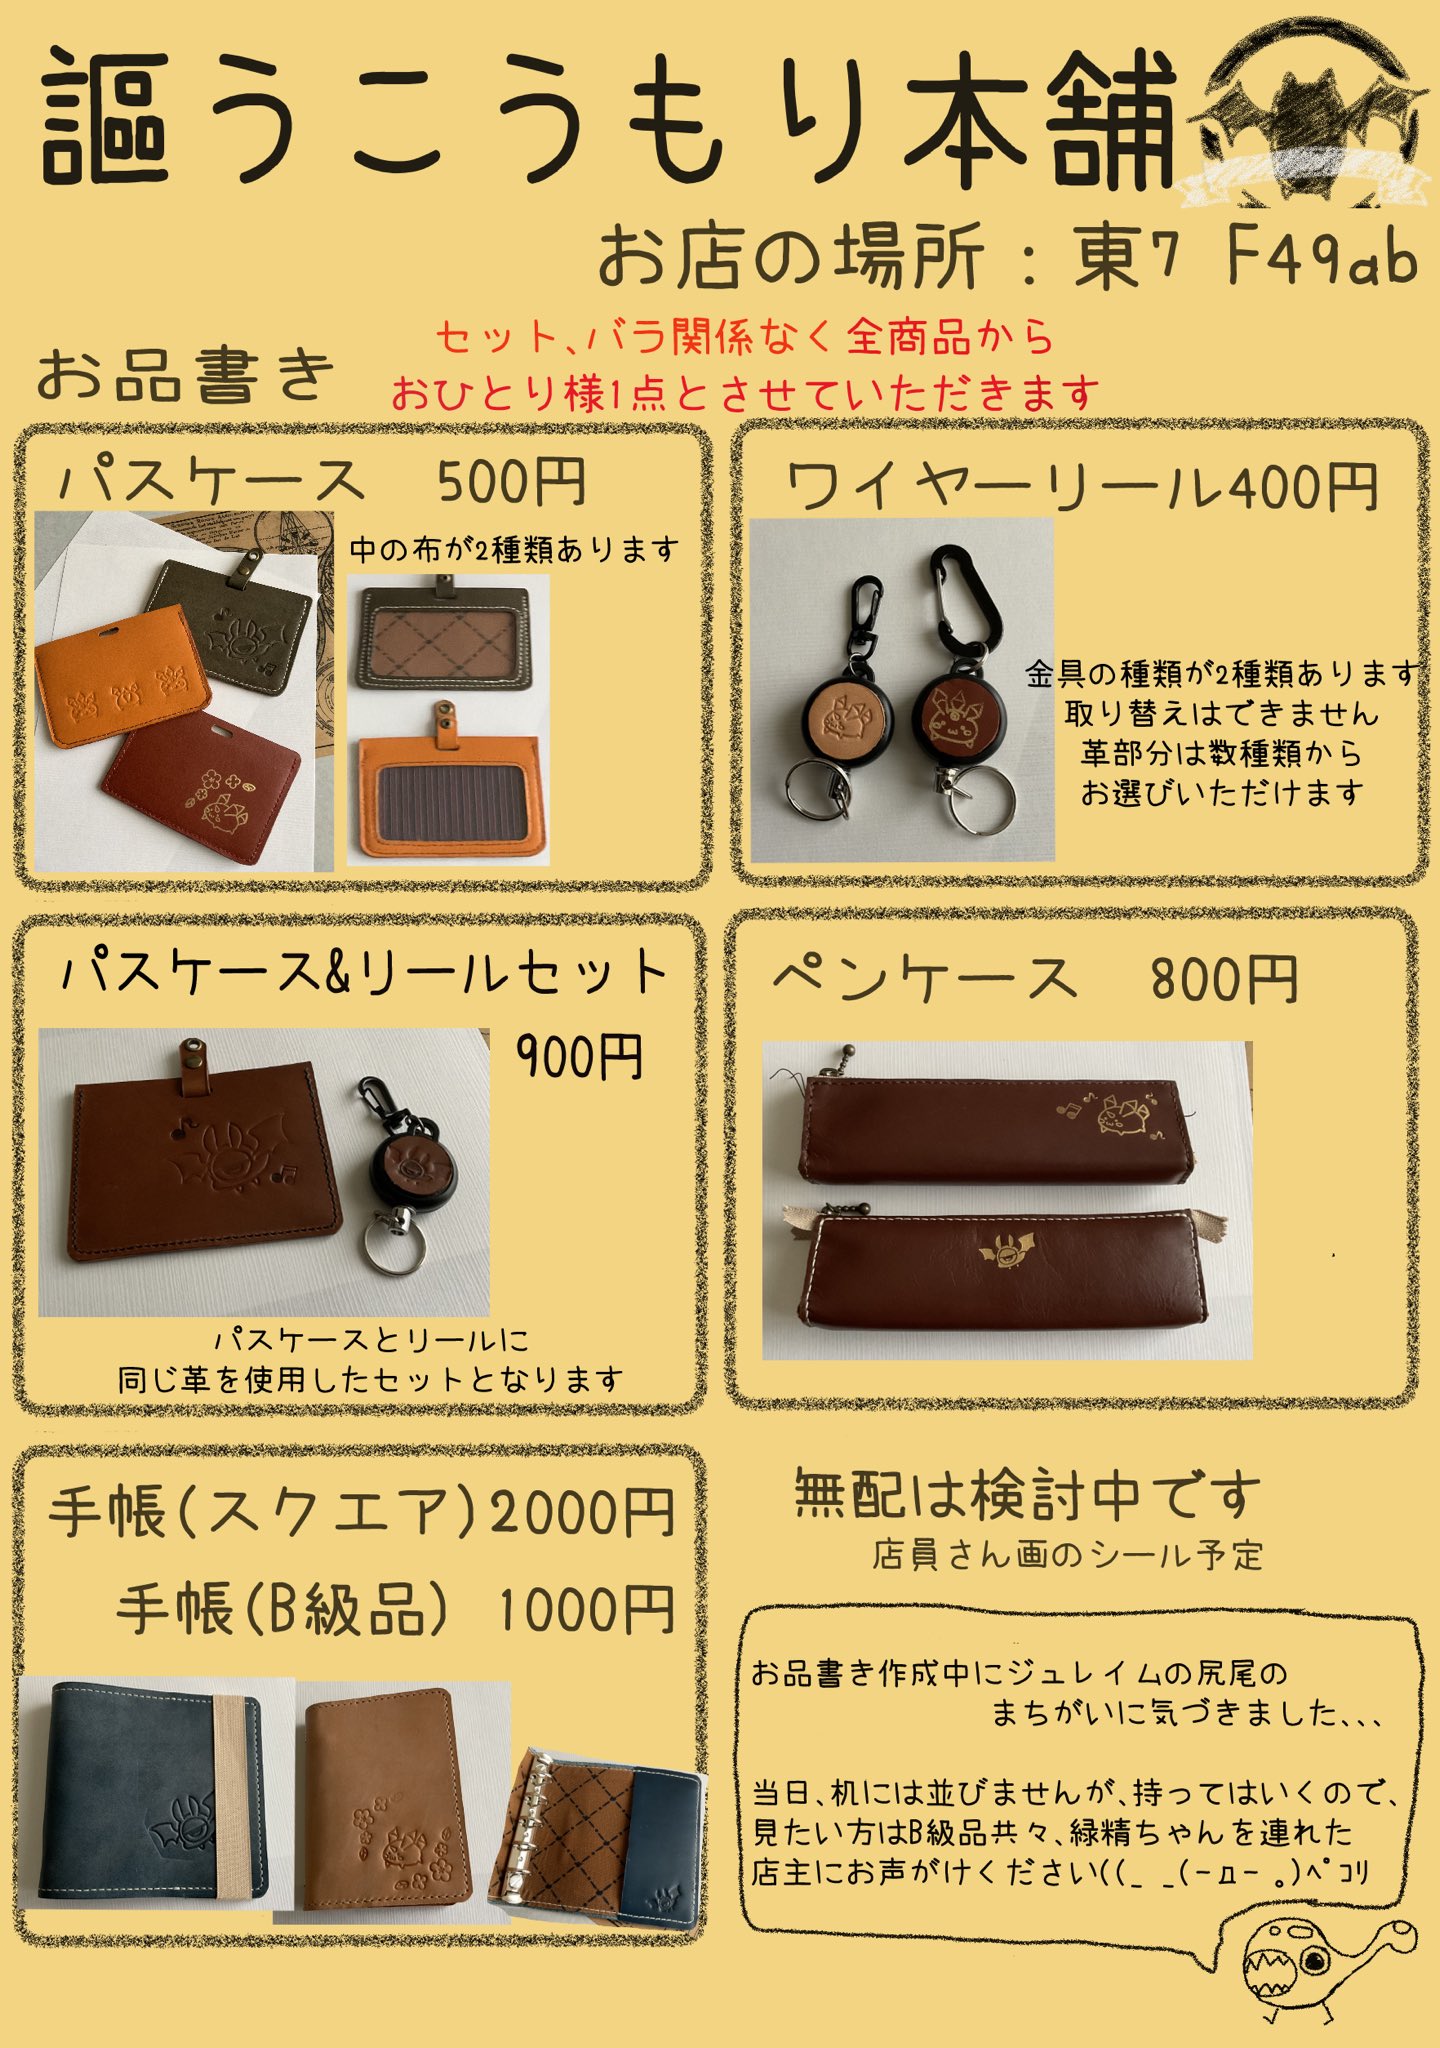 謳うこうもり本舗
お店の場所：東7 F49ab
お品書き
セット､バラ関係なく全商品から
おひとり様1点とさせていただきます
パスケース 500円
中の布が2種類あります
ワイヤーリール400円
金具の種類が2種類あります
取り替えはできません
革部分は数種類から
お選びいただけます
パスケース&リールセット
900円
パスケースとリールに
同じ革を使用したセットとなります
ペンケース 800円
手帳(スクエア)2000円
手帳(B級品) 1000円
無配は検討中です
店員さん画のシール予定
お品書き作成中にジュレイムの尻尾の
まちがいに気づきました､､､
当日､机には並びませんが､持ってはいくので､
見たい方はB級品共々､緑精ちゃんを連れた
店主にお声がけください((_ _(-д- ｡)ﾍﾟｺﾘ